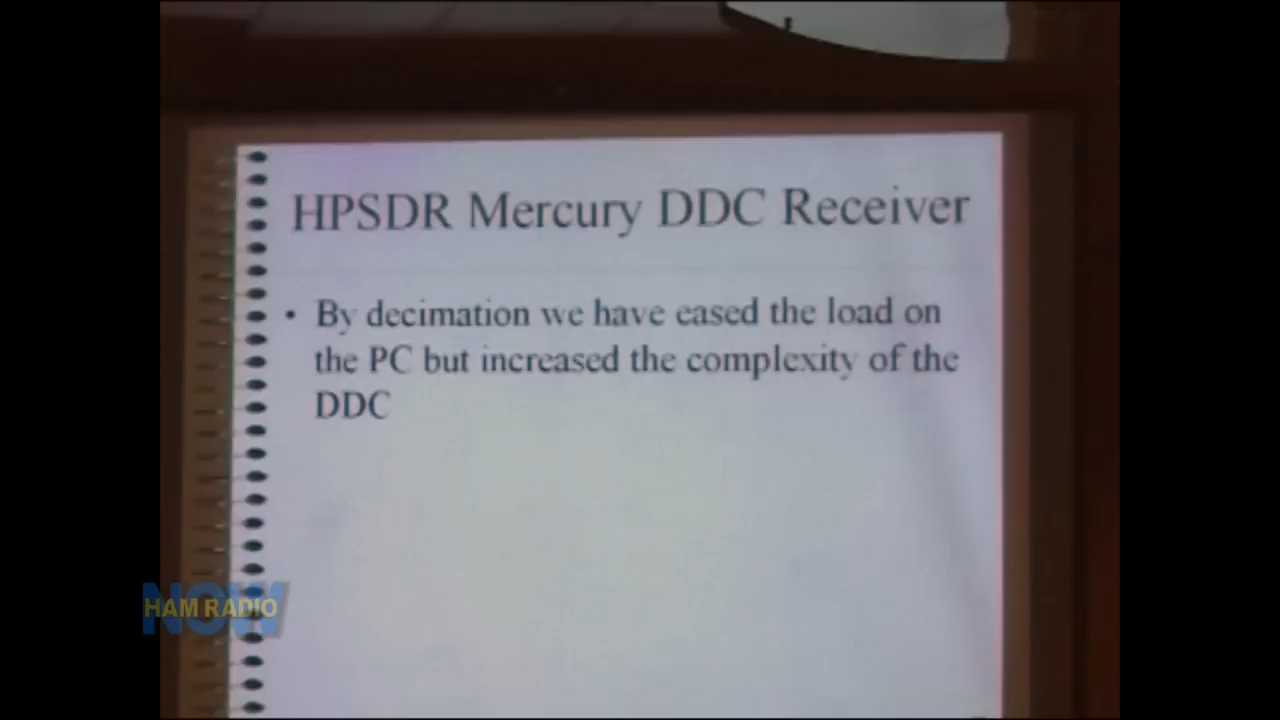 HPSDR Mercury DDC Receiver
• By decimation we have eased the load on
the PC but increased the complexity of the
DDC
HAM RADIO
NOW